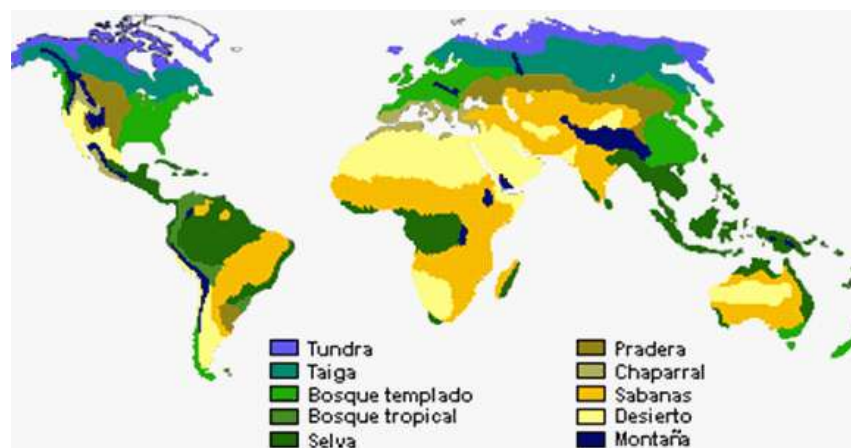 Tundra
Taiga
Bosque templado
Bosque tropical
Selva
Pradera
Chaparral
Sabanas
Desierto
Montaña